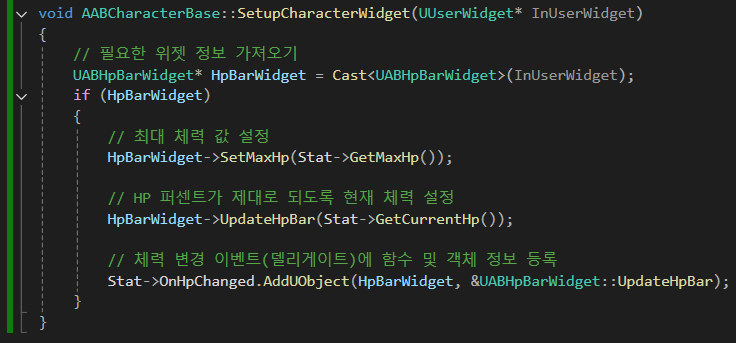 void AABCharacterBase::SetupCharacterWidget(UUserWidget* InUserWidget)
{
// 필요한 위젯 정보 가져오기
UABHpBarWidget* HpBarWidget = Cast<UABHpBarWidget>(InUserWidget);
if (HpBarWidget)
{
// 최대 체력 값 설정
HpBarWidget->SetMaxHp(Stat->GetMaxHp());
// HP 퍼센트가 제대로 되도록 현재 체력 설정
HpBarWidget->UpdateHpBar(Stat->GetCurrentHp());
// 체력 변경 이벤트(델리게이트)에 함수 및 객체 정보 등록
Stat->OnHpChanged.AddUObject(HpBarWidget, &UABHpBarWidget::UpdateHpBar);
}
}